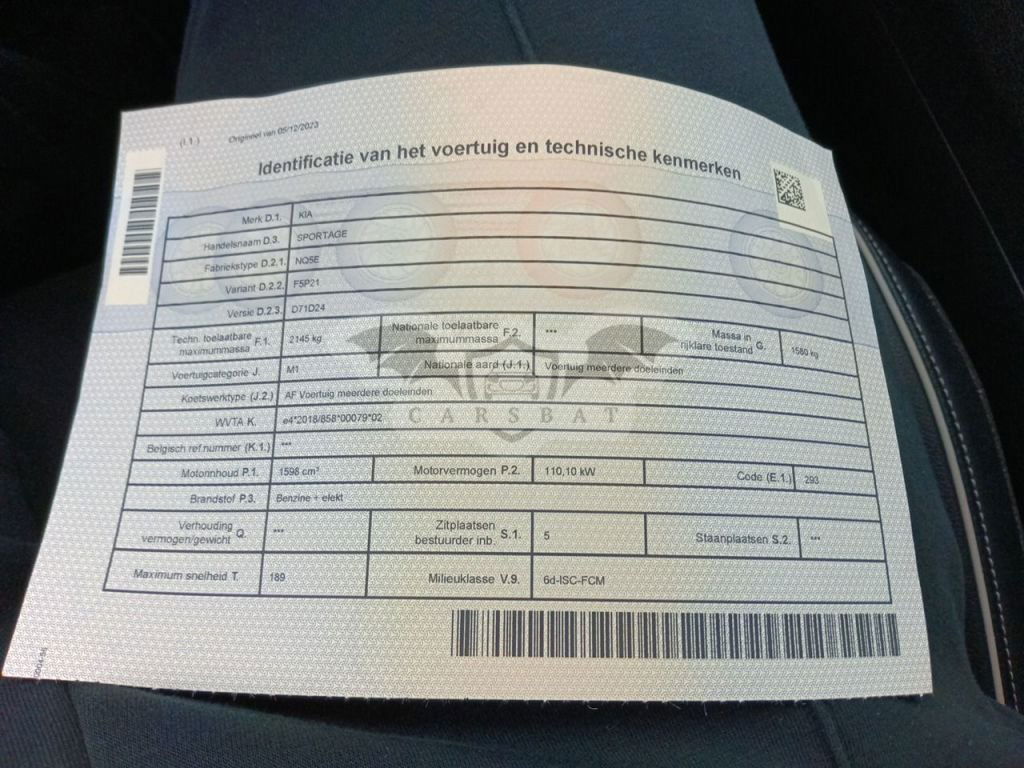 (I.1.) Origineel van 05/12/2023
Identificatie van het voertuig en technische kenmerken
Merk D.1. KIA
Handelsnaam D.3. SPORTAGE
Fabriekstype D.2.1. NQ5E
Variant D.2.2. F5P21
Versie D.2.3. D71D24
Techn. toelaatbare maximummassa F.1. 2145 kg Nationale toelaatbare maximummassa F.2. *** Massa in rijklare toestand G. 1580 kg
Voertuigcategorie J. M1 Nationale aard (J.1.) Voertuig meerdere doeleinden
Koetswerktype (J.2.) AF Voertuig meerdere doeleinden
CARSBAT
WVTA K. e4*2018/858*00079*02
Belgisch ref.nummer (K.1.) ***
Motorinhoud P.1. 1598 cm³ Motorvermogen P.2. 110,10 kW Code (E.1.) 293
Brandstof P.3. Benzine + elekt
Verhouding vermogen/gewicht Q. *** Zitplaatsen bestuurder inb. S.1. 5 Staanplaatsen S.2. ***
Maximum snelheid T. 189 Milieuklasse V.9. 6d-ISC-FCM